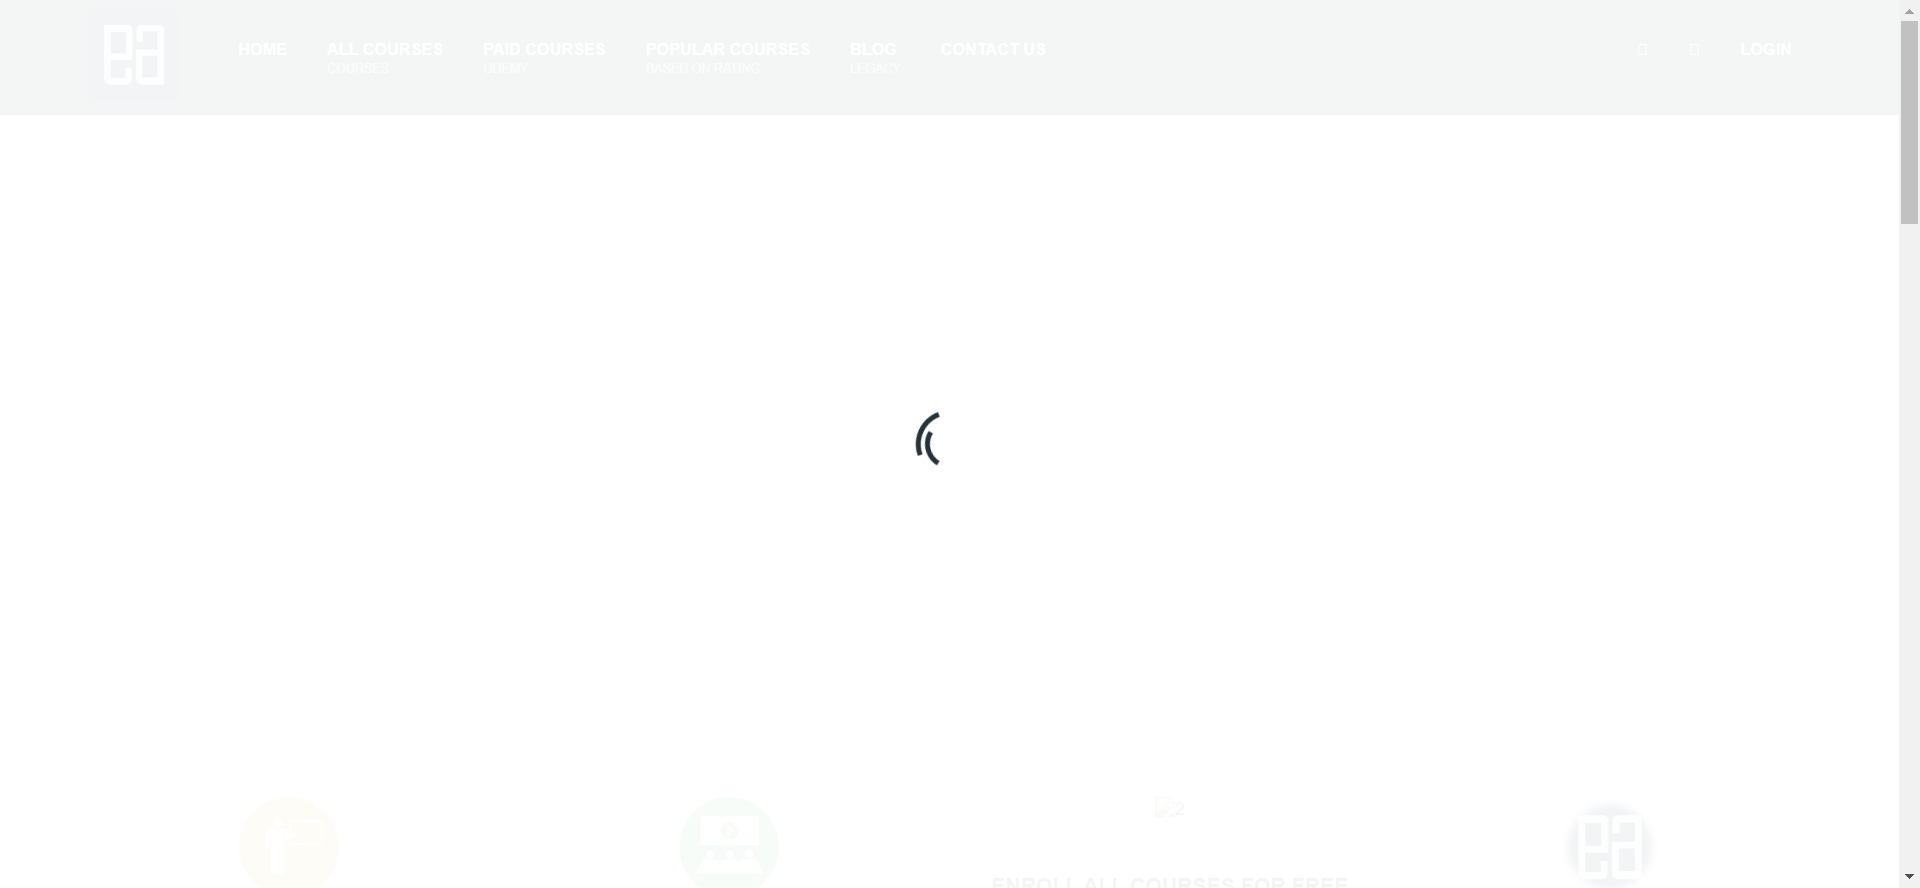 HOME
ALL COURSES
COURSES
PAID COURSES
UDEMY
POPULAR COURSES
BASED ON RATING
BLOG
LEGACY
CONTACT US
LOGIN
2
ENROLL ALL COURSES FOR FREE